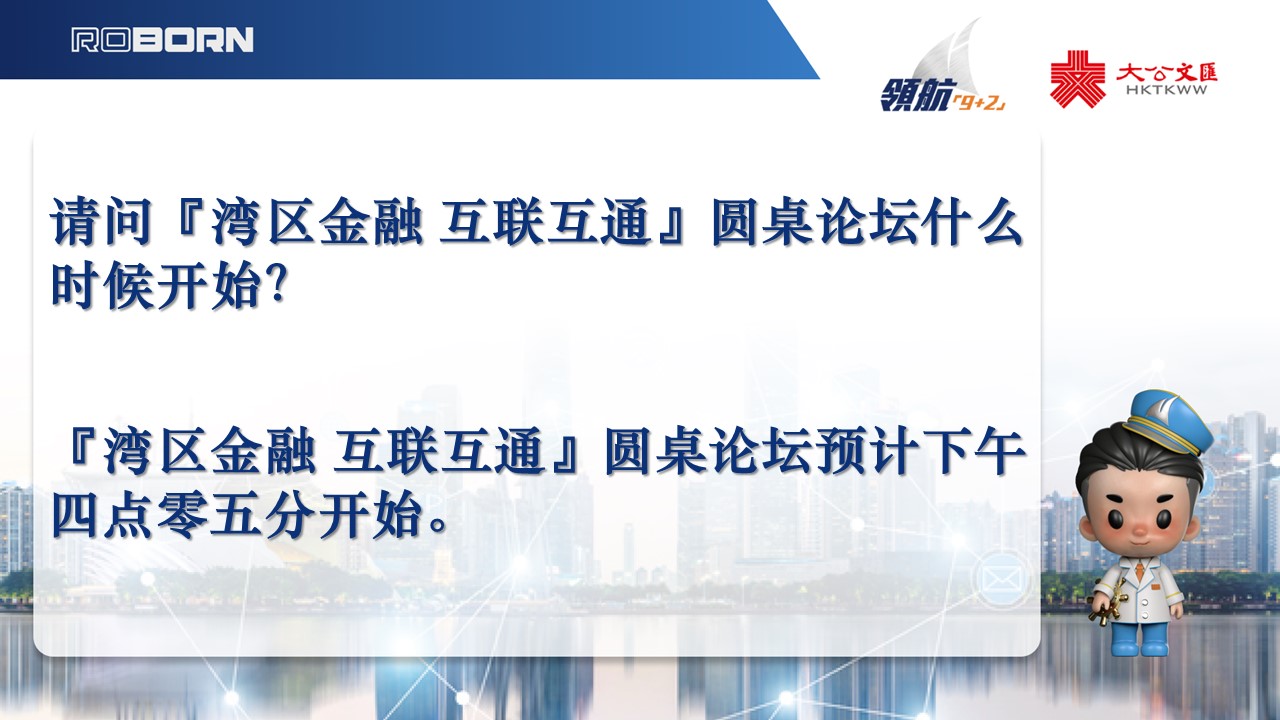 ROBORN
領航「9+2」
大公文匯
HKTKWW
请问『湾区金融 互联互通』圆桌论坛什么
时候开始?
『湾区金融 互联互通』圆桌论坛预计下午
四点零五分开始。